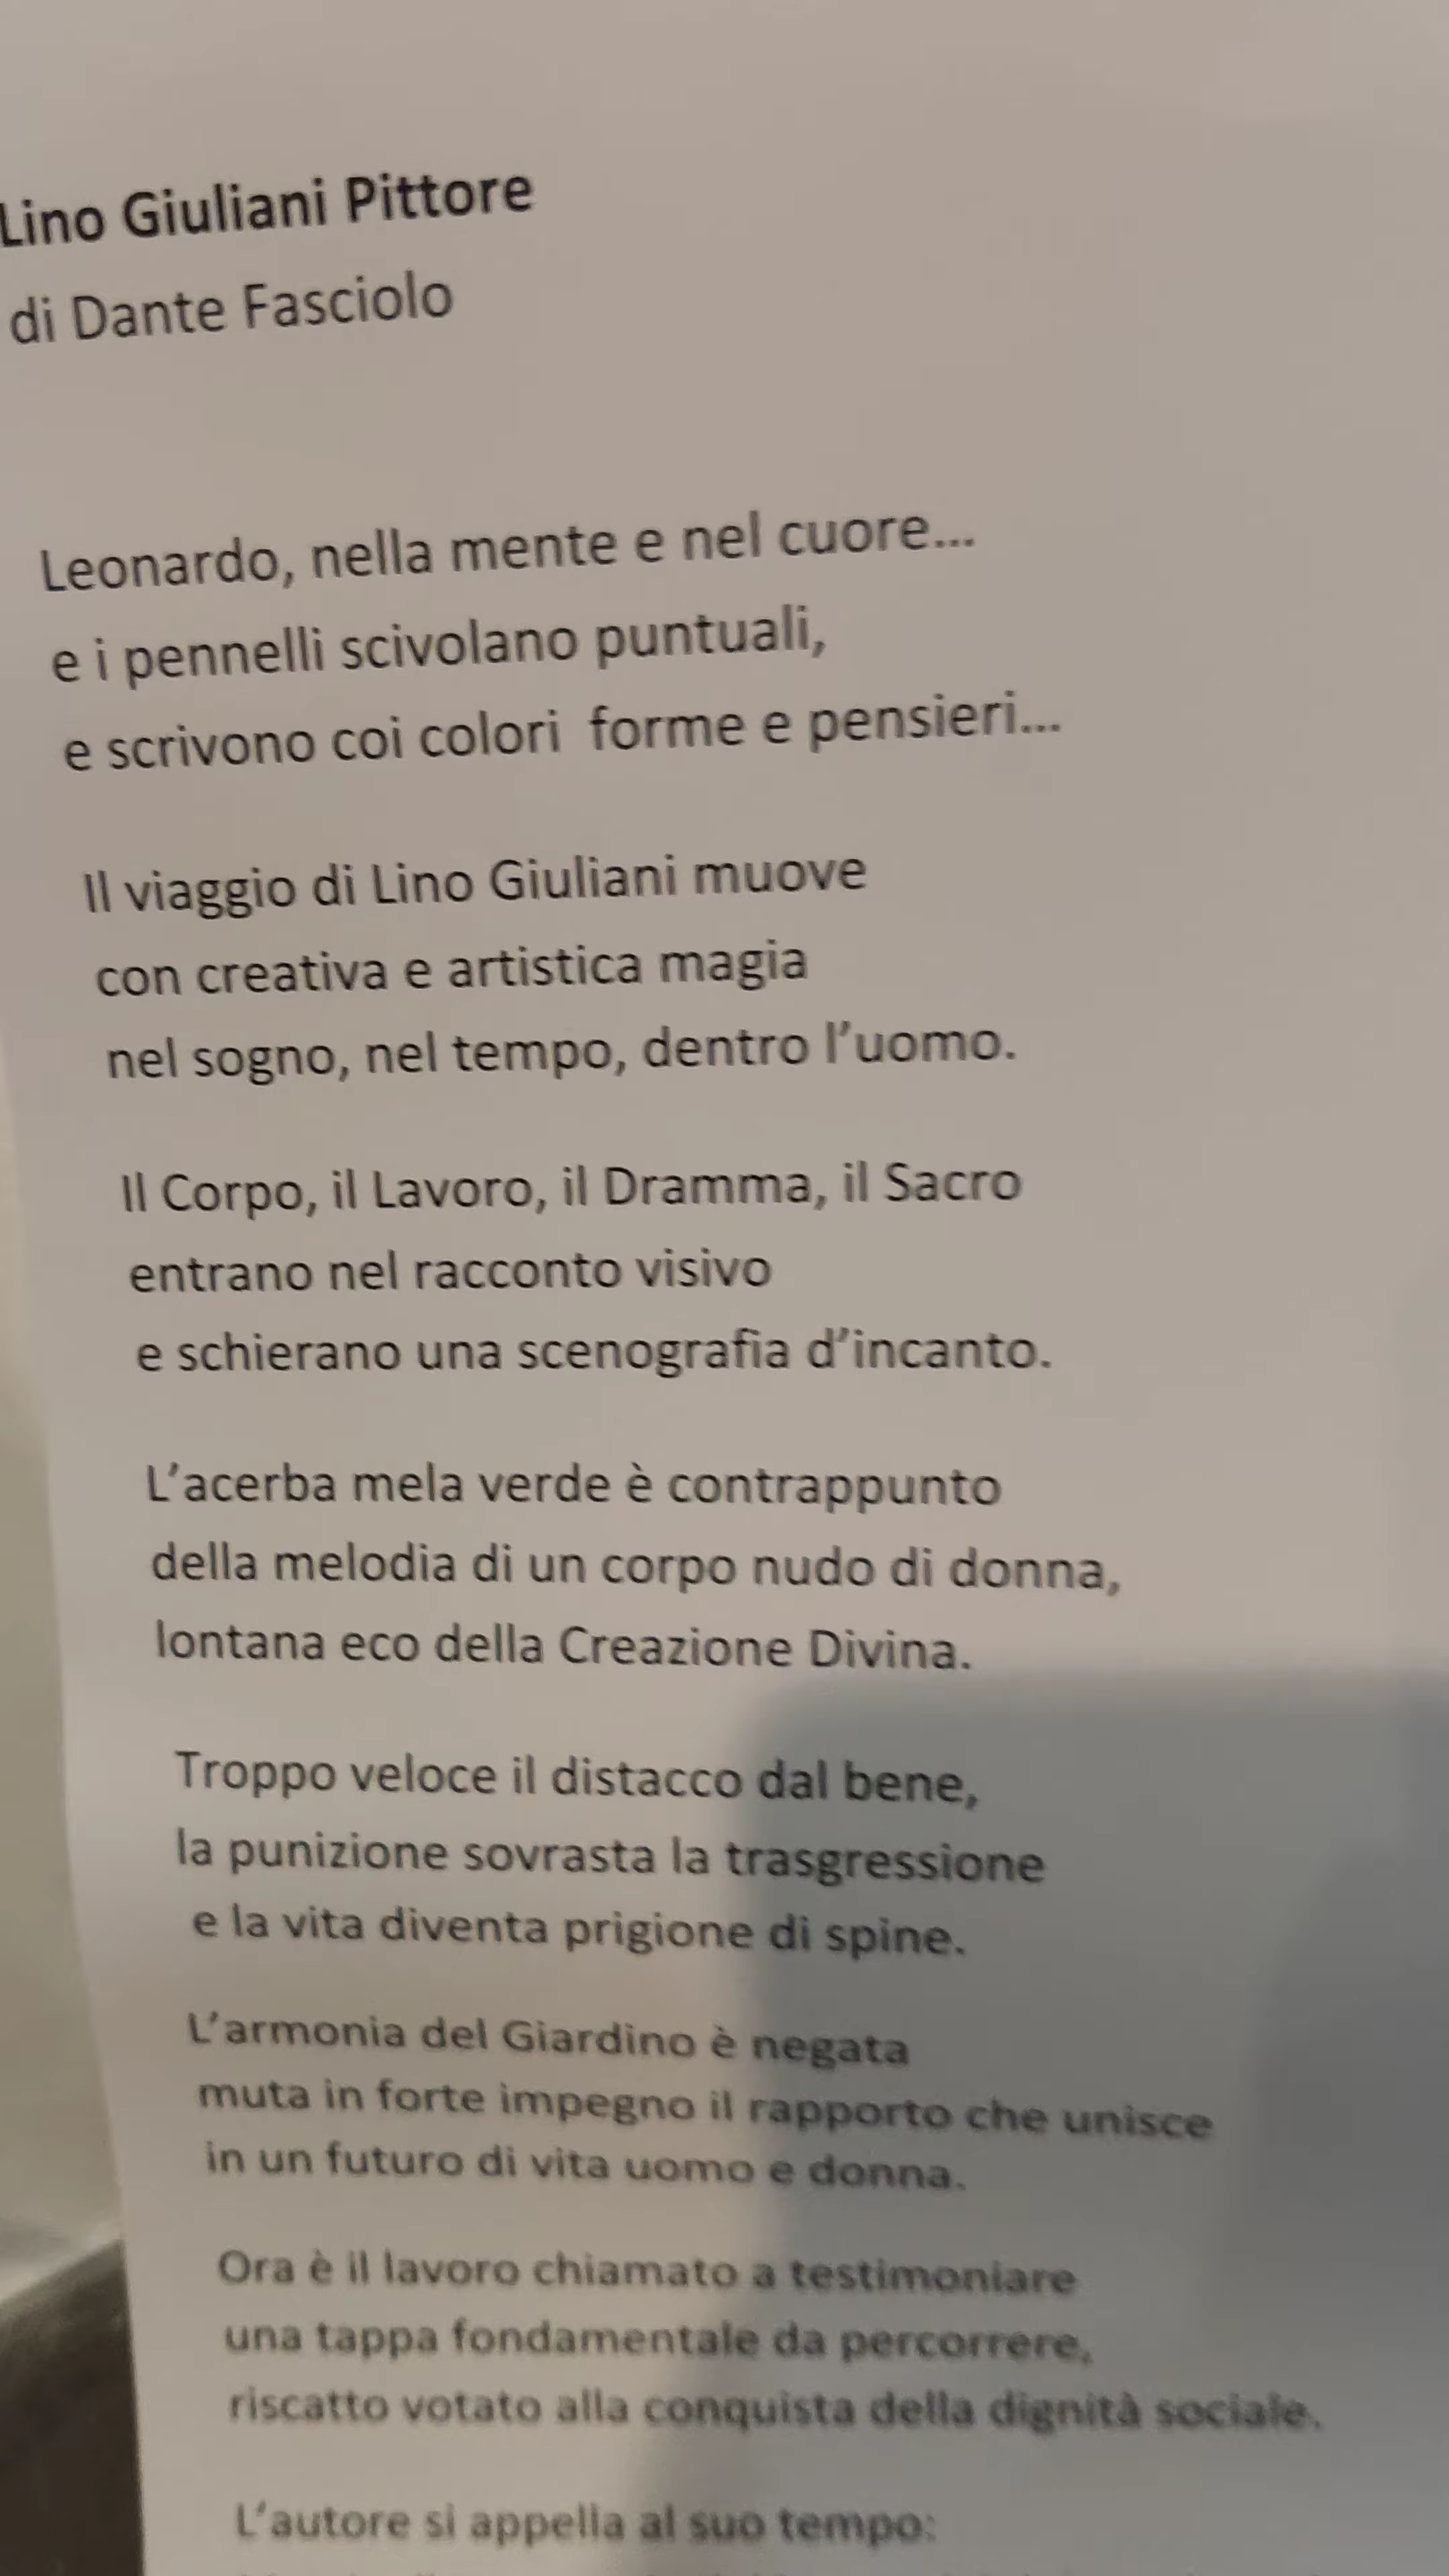 Lino Giuliani Pittore
di Dante Fasciolo
Leonardo, nella mente e nel cuore...
e i pennelli scivolano puntuali,
e scrivono coi colori forme e pensieri...
Il viaggio di Lino Giuliani muove
con creativa e artistica magia
nel sogno, nel tempo, dentro l'uomo.
Il Corpo, il Lavoro, il Dramma, il Sacro
entrano nel racconto visivo
e schierano una scenografia d'incanto.
L'acerba mela verde è contrappunto
della melodia di un corpo nudo di donna,
lontana eco della Creazione Divina.
Troppo veloce il distacco dal bene,
la punizione sovrasta la trasgressione
e la vita diventa prigione di spine.
L'armonia del Giardino è negata
muta in forte impegno il rapporto che unisce
in un futuro di vita uomo e donna.
Ora è il lavoro chiamato a testimoniare
una tappa fondamentale da percorrere,
riscatto votato alla conquista della dignità sociale.
L'autore si appella al suo tempo: